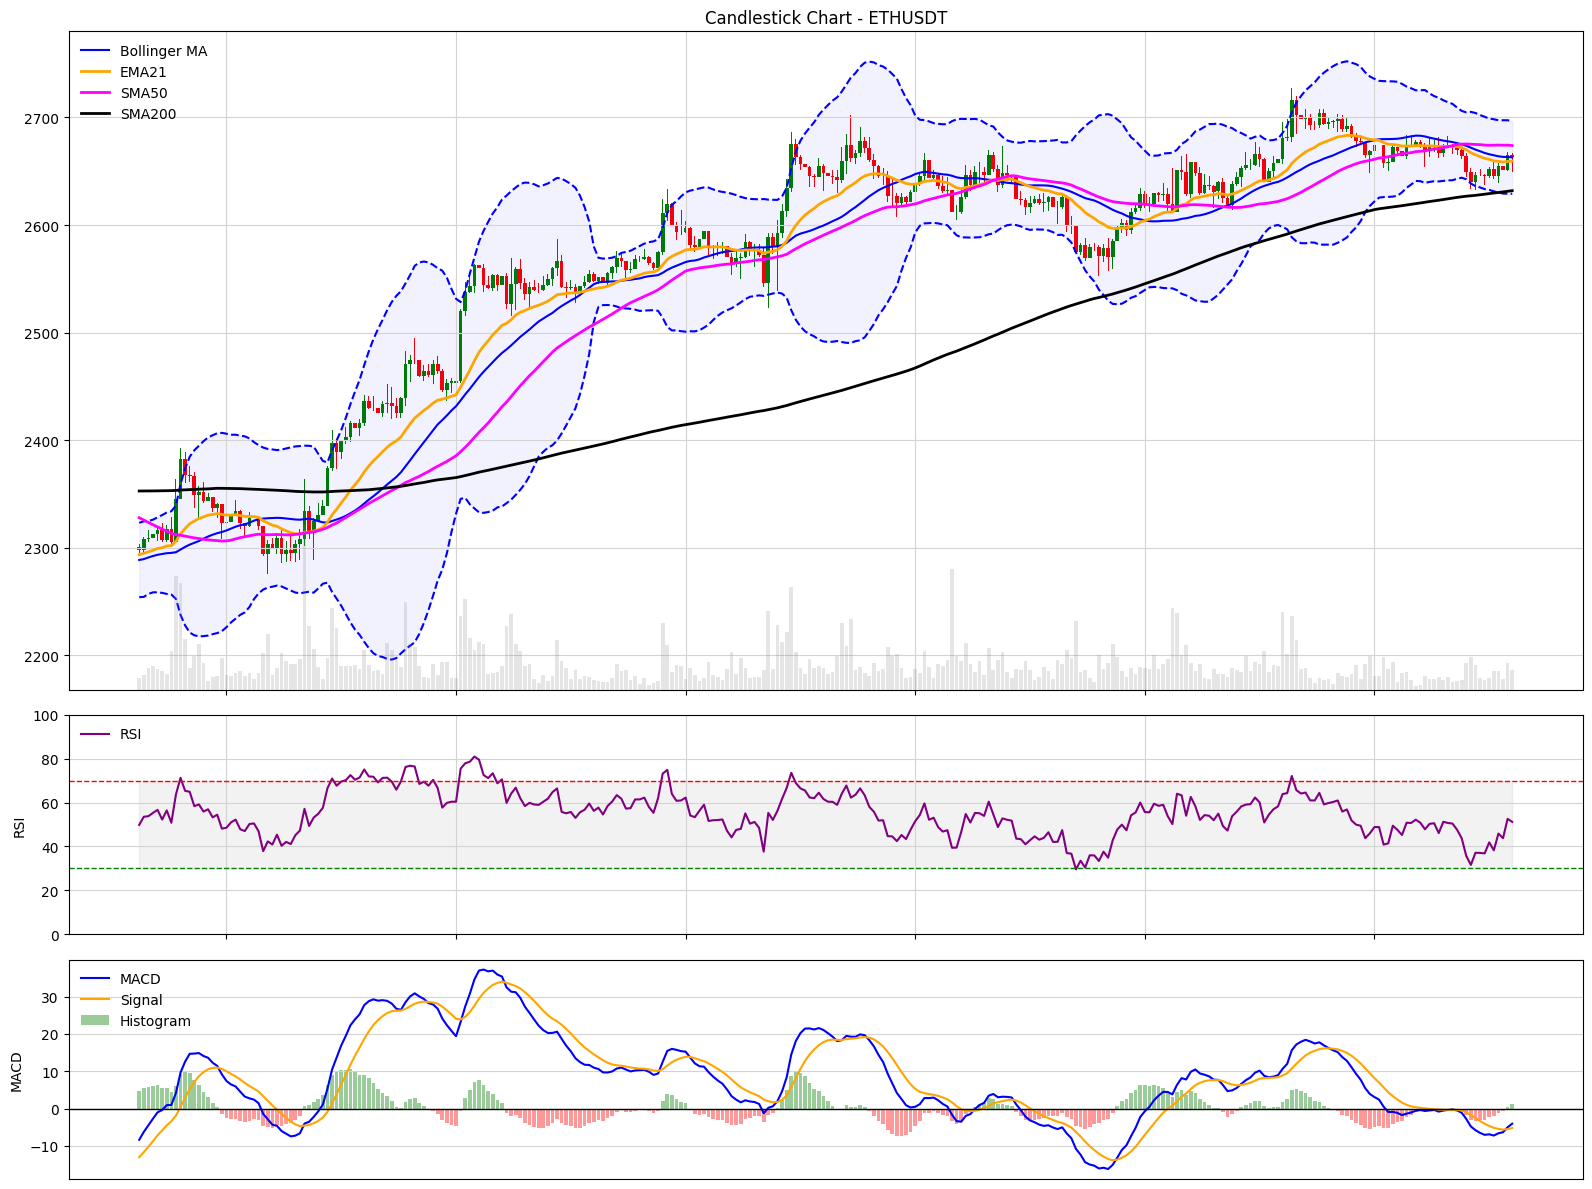 Candlestick Chart - ETHUSDT
Bollinger MA
EMA21
SMA50
SMA200
2700
2600
2500
2400
2300
2200
RSI
100
80
60
40
20
0
RSI
MACD
Signal
Histogram
30
20
10
0
−10
MACD